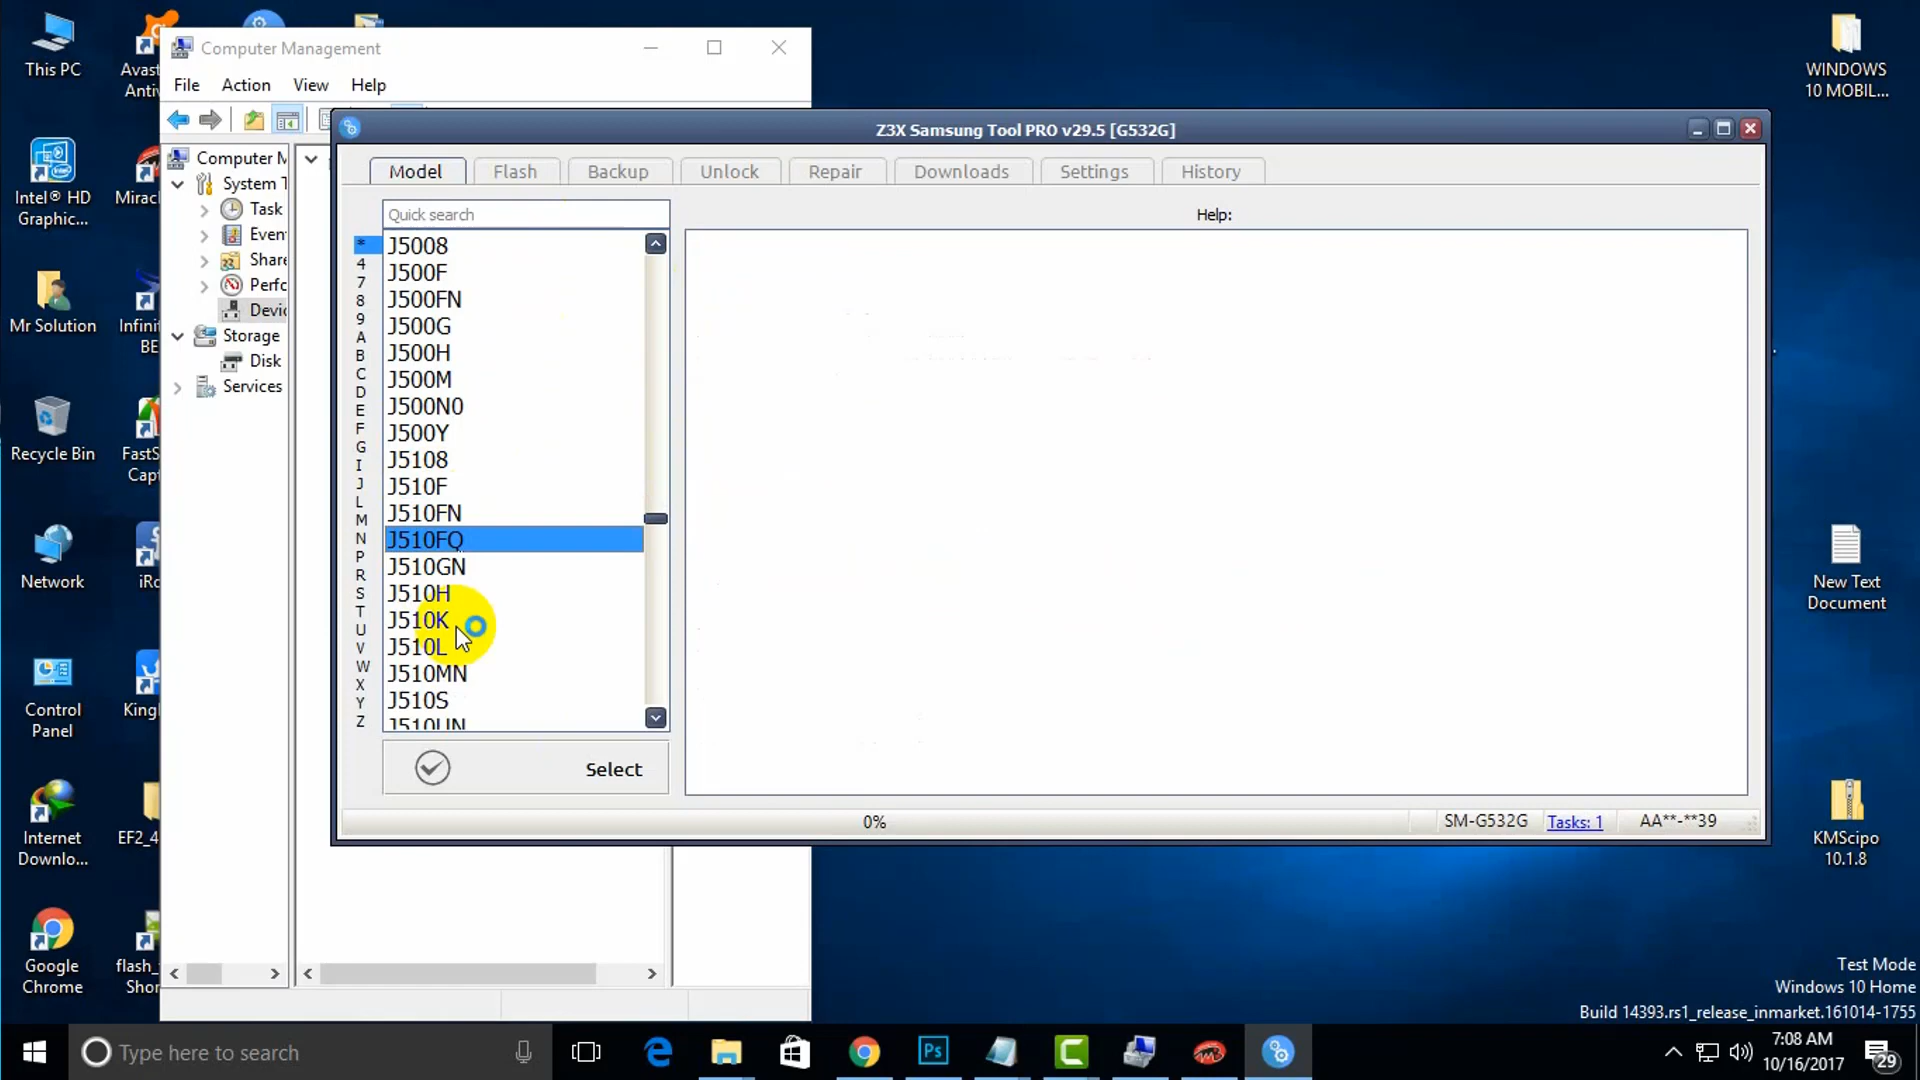 This PC
Avast
Antiv
WINDOWS
10 MOBIL...
Computer Management
File Action View Help
Z3X Samsung Tool PRO v29.5 [G532G]
Model Flash Backup Unlock Repair Downloads Settings History
Quick search
Help:
Computer M
System T
Task
Even
Share
Perfo
Devic
Storage
Disk
Services
*
4
7
8
9
A
B
C
D
E
F
G
I
J
L
M
N
P
R
S
T
U
V
W
X
Y
Z
J5008
J500F
J500FN
J500G
J500H
J500M
J500N0
J500Y
J5108
J510F
J510FN
J510FQ
J510GN
J510H
J510K
J510L
J510MN
J510S
J510UN
Select
0%
SM-G532G
Tasks: 1
AA**-**39
Intel® HD
Graphic...
Miracl
Mr Solution
Infinit
BE
Recycle Bin
FastS
Capt
Network
iRo
Control
Panel
King
Internet
Downlo...
EF2_4
Google
Chrome
flash_
Shor
New Text
Document
KMScipo
10.1.8
Test Mode
Windows 10 Home
Build 14393.rs1_release_inmarket.161014-1755
Type here to search
Ps
7:08 AM
10/16/2017
29